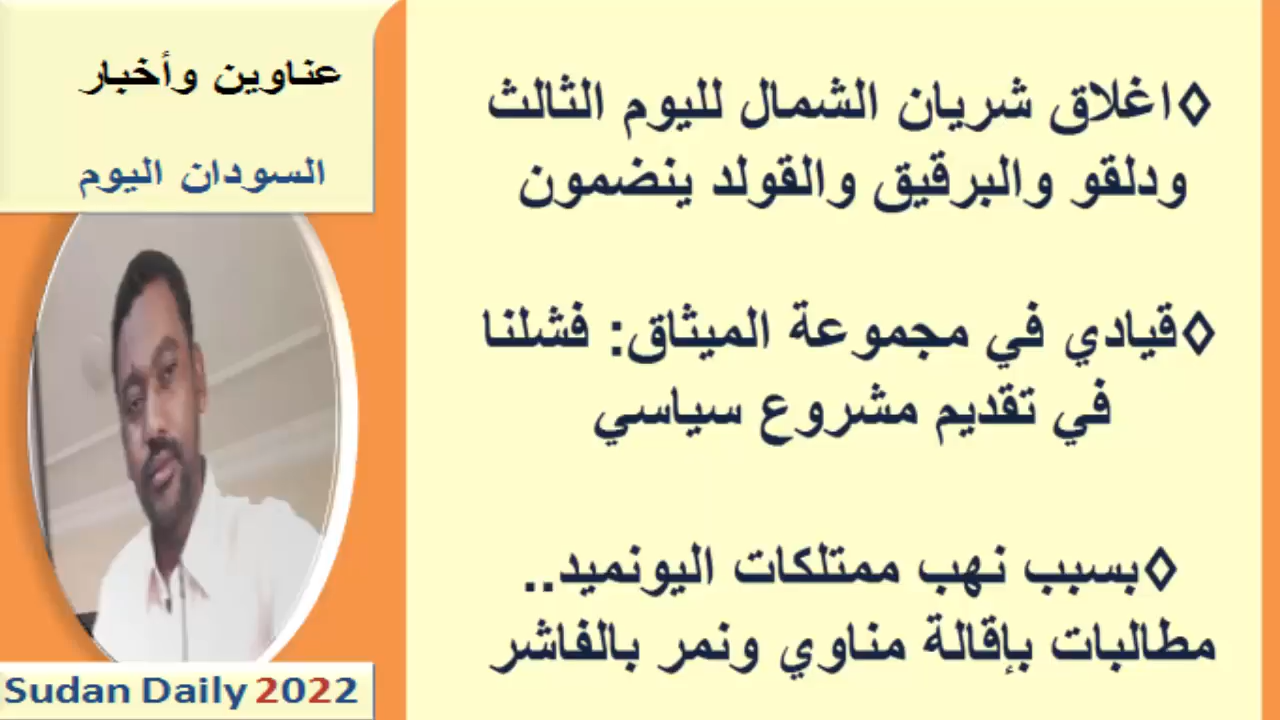 عناوين وأخبار
السودان اليوم
◊اغلاق شريان الشمال لليوم الثالث
ودلقو والبرقيق والقولد ينضمون
◊قيادي في مجموعة الميثاق: فشلنا
في تقديم مشروع سياسي
◊بسبب نهب ممتلكات اليونميد..
مطالبات بإقالة مناوي ونمر بالفاشر
Sudan Daily 2022